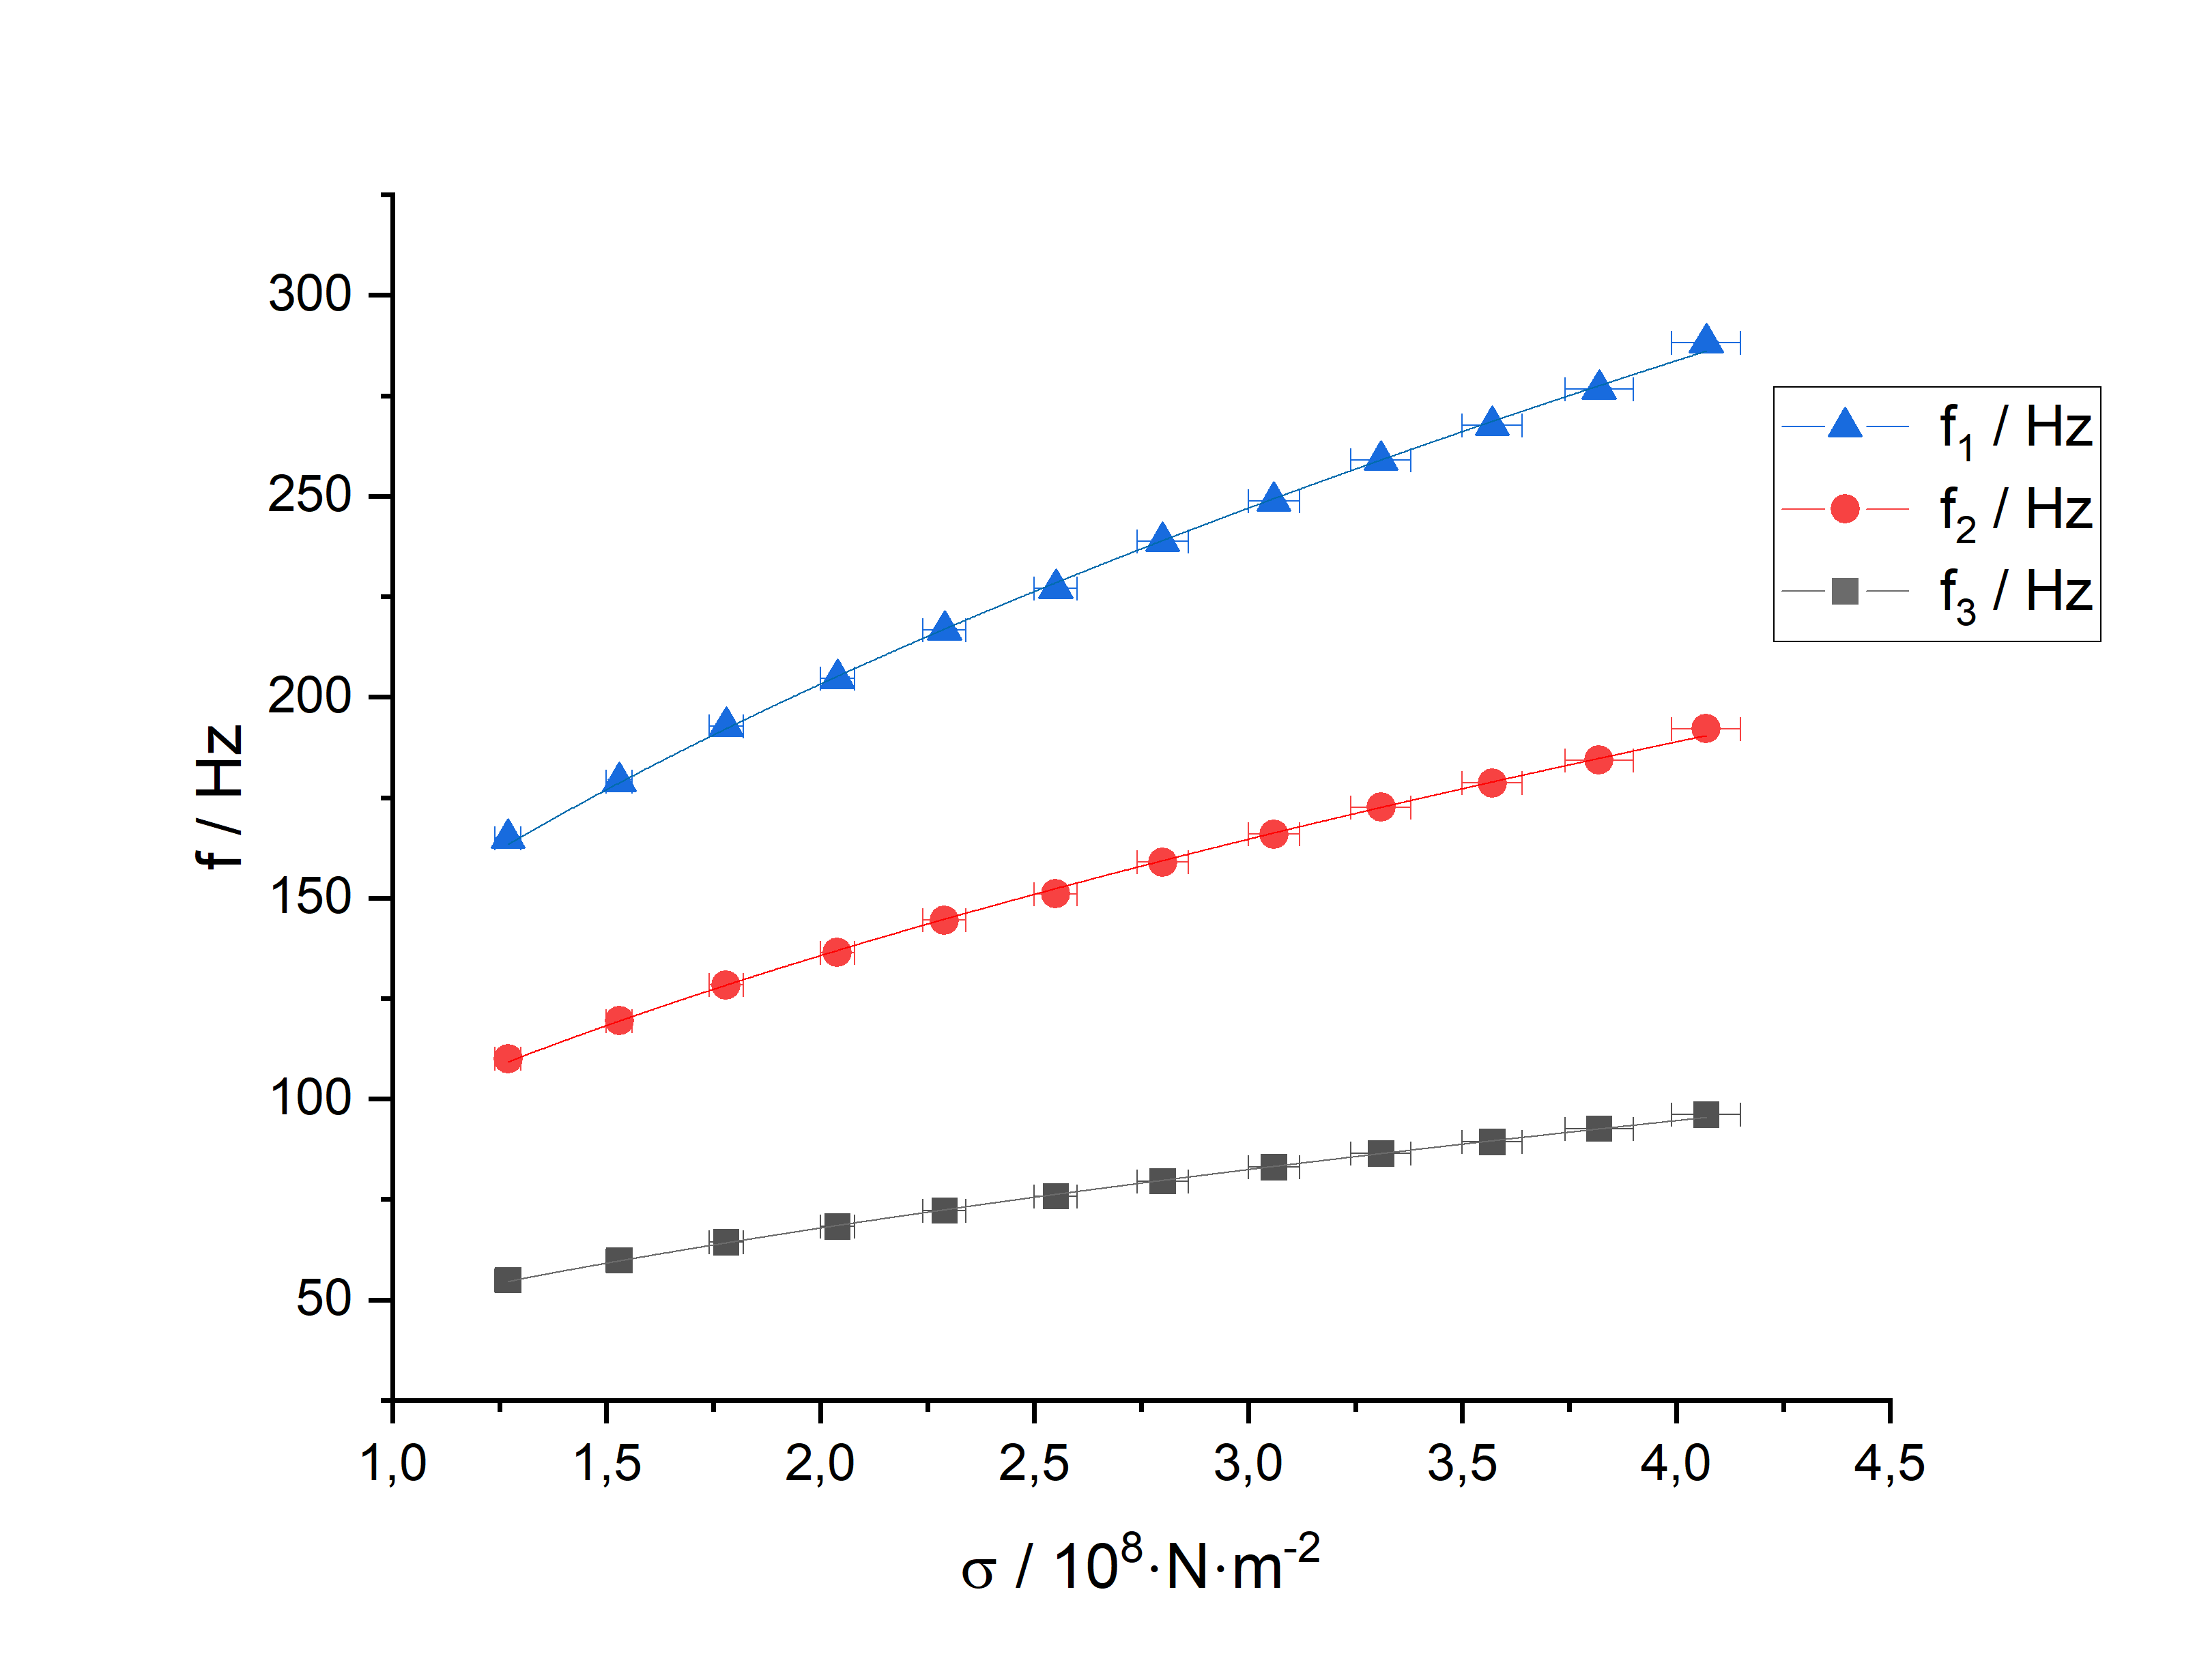 300
250
200
150
100
50
f / Hz
1,0 1,5 2,0 2,5 3,0 3,5 4,0 4,5
σ / 10⁸·N·m⁻²
f₁ / Hz
f₂ / Hz
f₃ / Hz